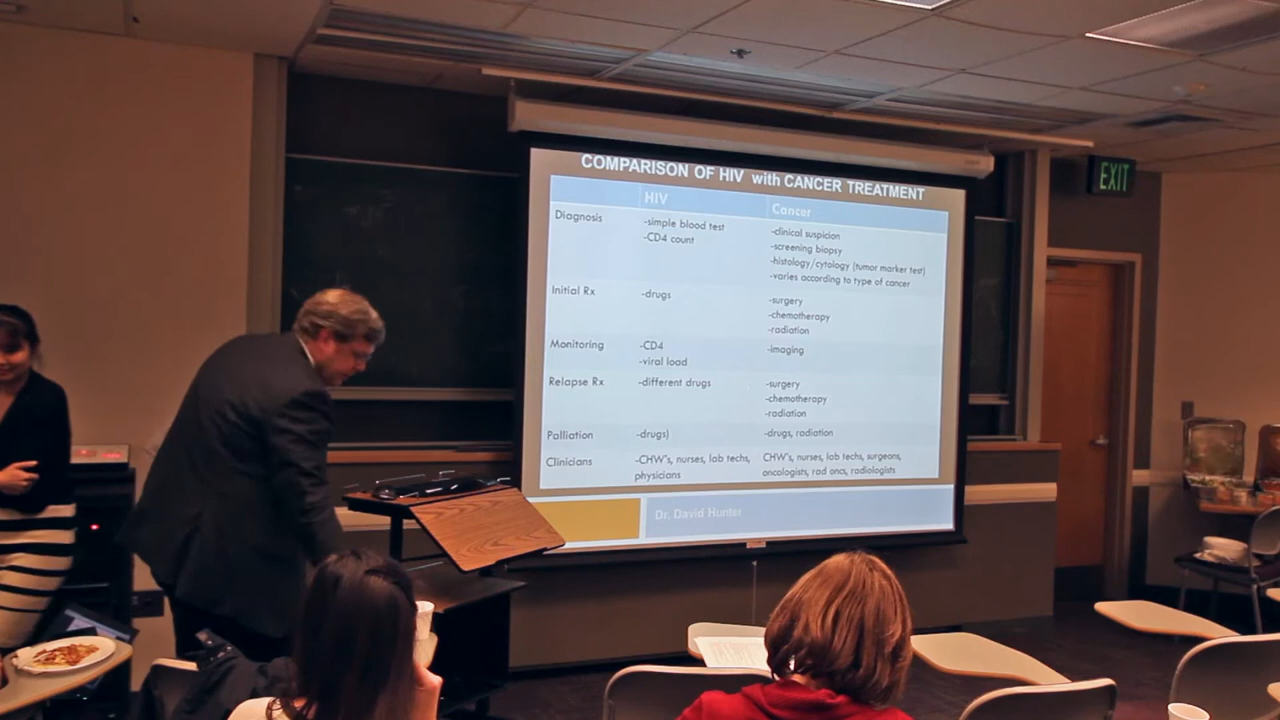 COMPARISON OF HIV with CANCER TREATMENT
HIV Cancer
Diagnosis -simple blood test -clinical suspicion
-CD4 count -screening biopsy
-histology/cytology (tumor marker test)
-varies according to type of cancer
Initial Rx -drugs -surgery
-chemotherapy
-radiation
Monitoring -CD4 -imaging
-viral load
Relapse Rx -different drugs -surgery
-chemotherapy
-radiation
Palliation -drugs) -drugs, radiation
Clinicians -CHW's, nurses, lab techs, CHW's, nurses, lab techs, surgeons,
physicians oncologists, rad oncs, radiologists
Dr. David Hunter
EXIT